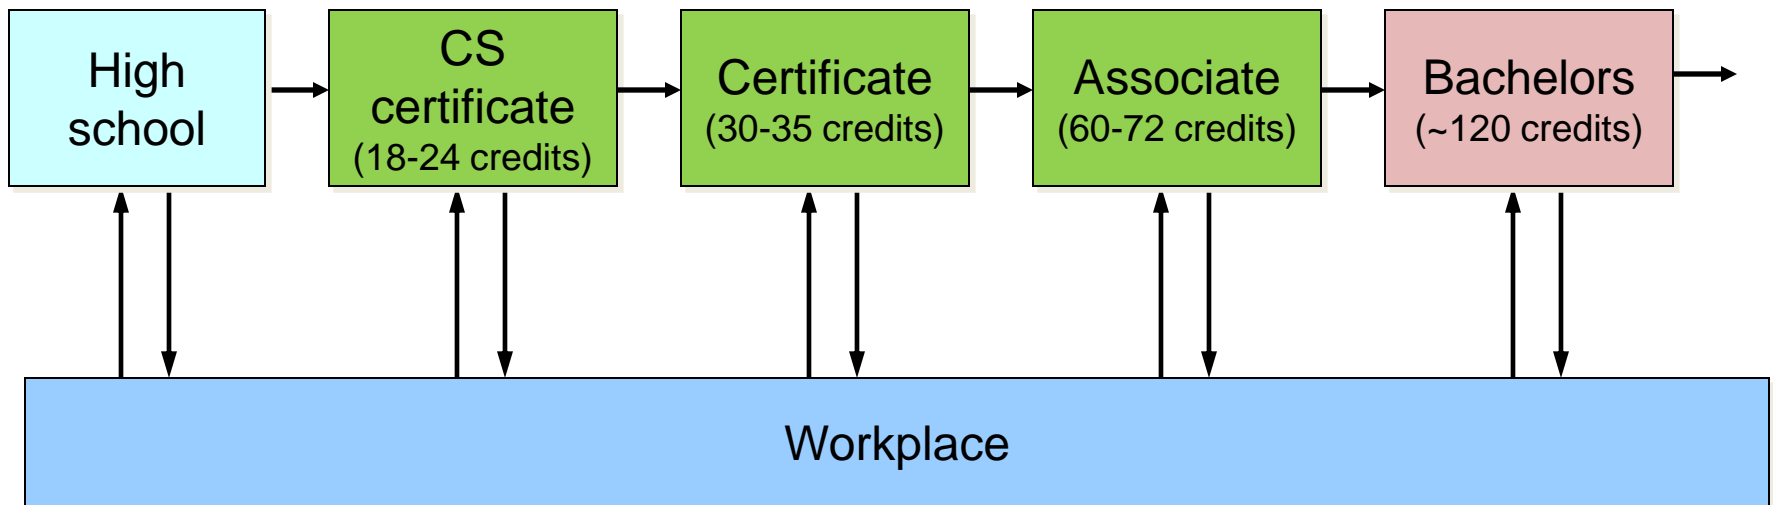 High
school
CS
certificate
(18-24 credits)
Certificate
(30-35 credits)
Associate
(60-72 credits)
Bachelors
(~120 credits)
Workplace